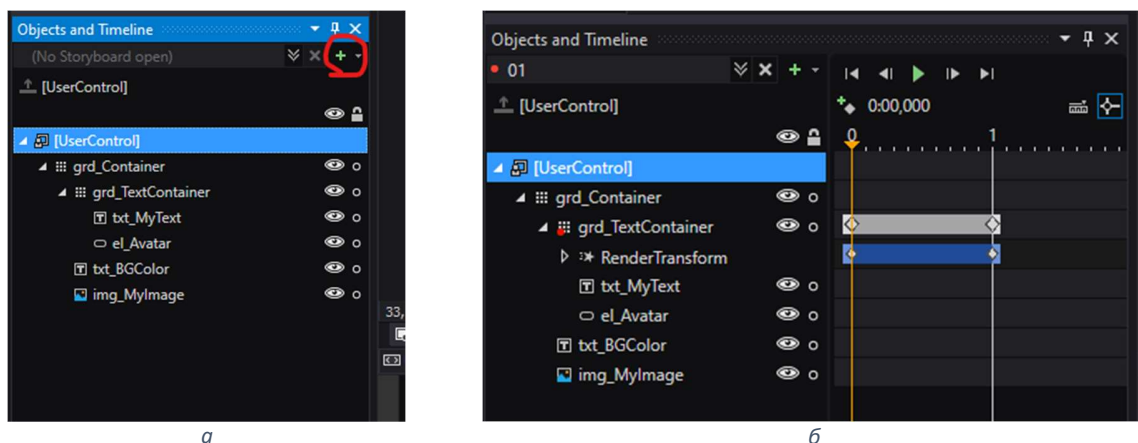 Objects and Timeline
(No Storyboard open)
[UserControl]
[UserControl]
grd_Container
grd_TextContainer
txt_MyText
el_Avatar
txt_BGColor
img_MyImage
33,
а
Objects and Timeline
01
[UserControl]
0:00,000
0 1
[UserControl]
grd_Container
grd_TextContainer
RenderTransform
txt_MyText
el_Avatar
txt_BGColor
img_MyImage
б